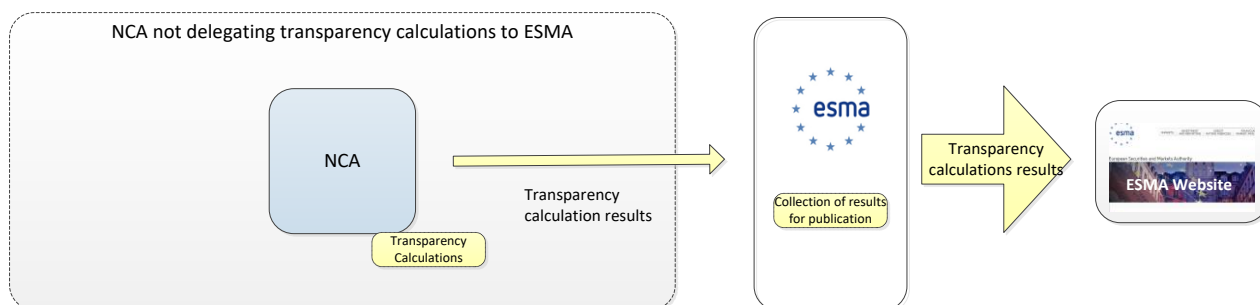 NCA not delegating transparency calculations to ESMA
NCA
Transparency
Calculations
Transparency
calculation results
esma
Collection of results
for publication
Transparency
calculations results
esma
European Securities and Markets Authority
ESMA Website